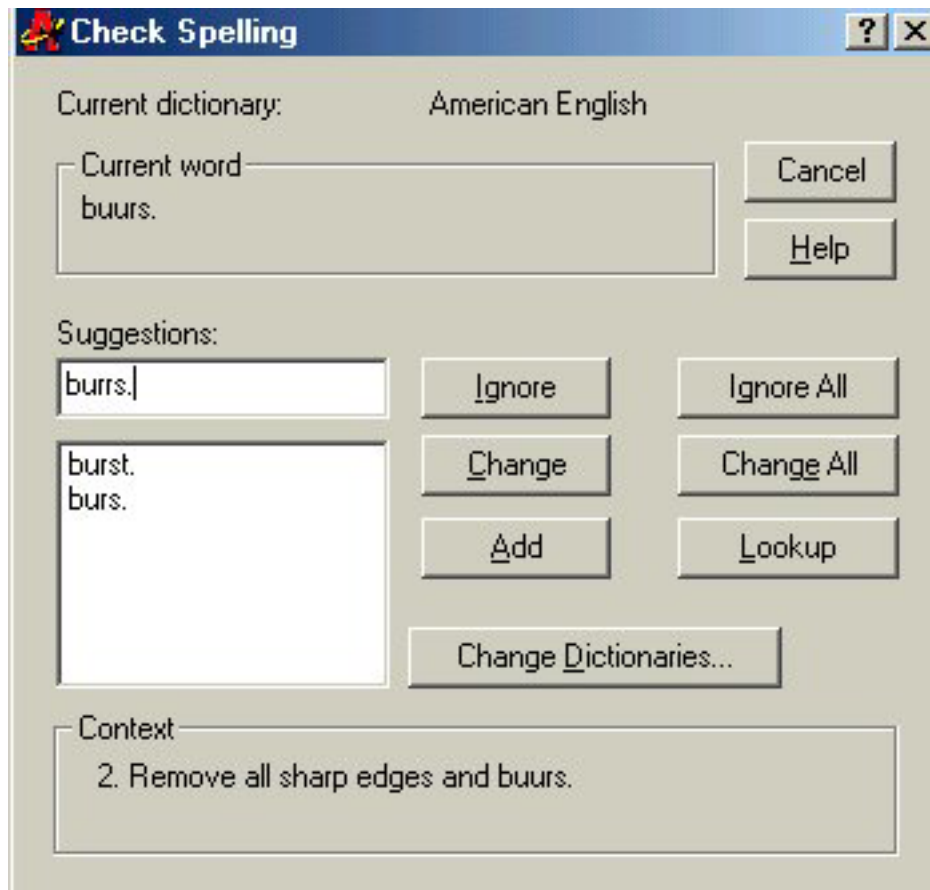 Check Spelling
Current dictionary: American English
Current word
buurs.
Cancel
Help
Suggestions:
burrs.
Ignore
Ignore All
burst.
burs.
Change
Change All
Add
Lookup
Change Dictionaries...
Context
2. Remove all sharp edges and buurs.